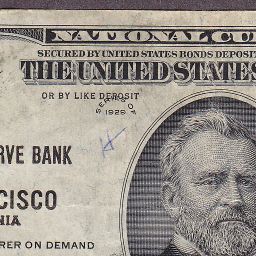 NATIONAL CU
SECURED BY UNITED STATES BONDS DEPOSIT
THE UNITED STATES
OR BY LIKE DEPOSIT
SERIES OF
1929
RVE BANK
CISCO
NIA
RER ON DEMAND